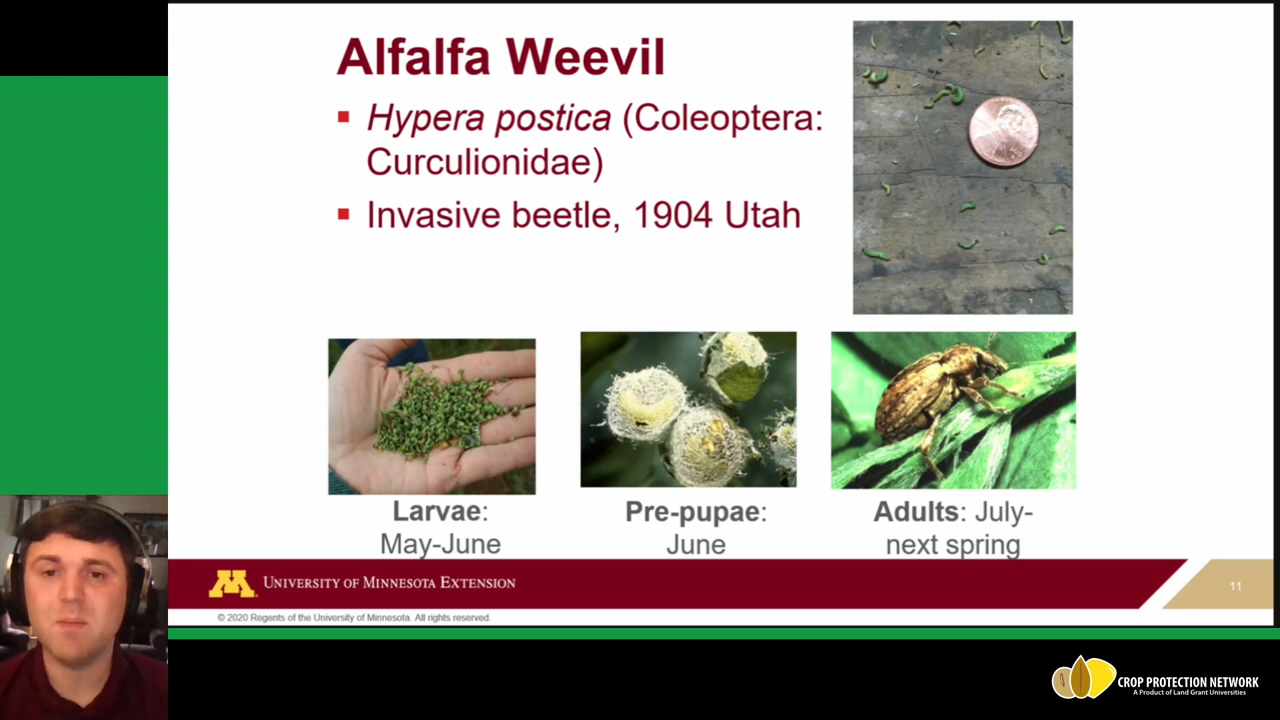 Alfalfa Weevil
▪ Hypera postica (Coleoptera:
Curculionidae)
▪ Invasive beetle, 1904 Utah
Larvae:
May-June
Pre-pupae:
June
Adults: July-
next spring
M UNIVERSITY OF MINNESOTA EXTENSION
11
© 2020 Regents of the University of Minnesota. All rights reserved.
CROP PROTECTION NETWORK
A Product of Land Grant Universities